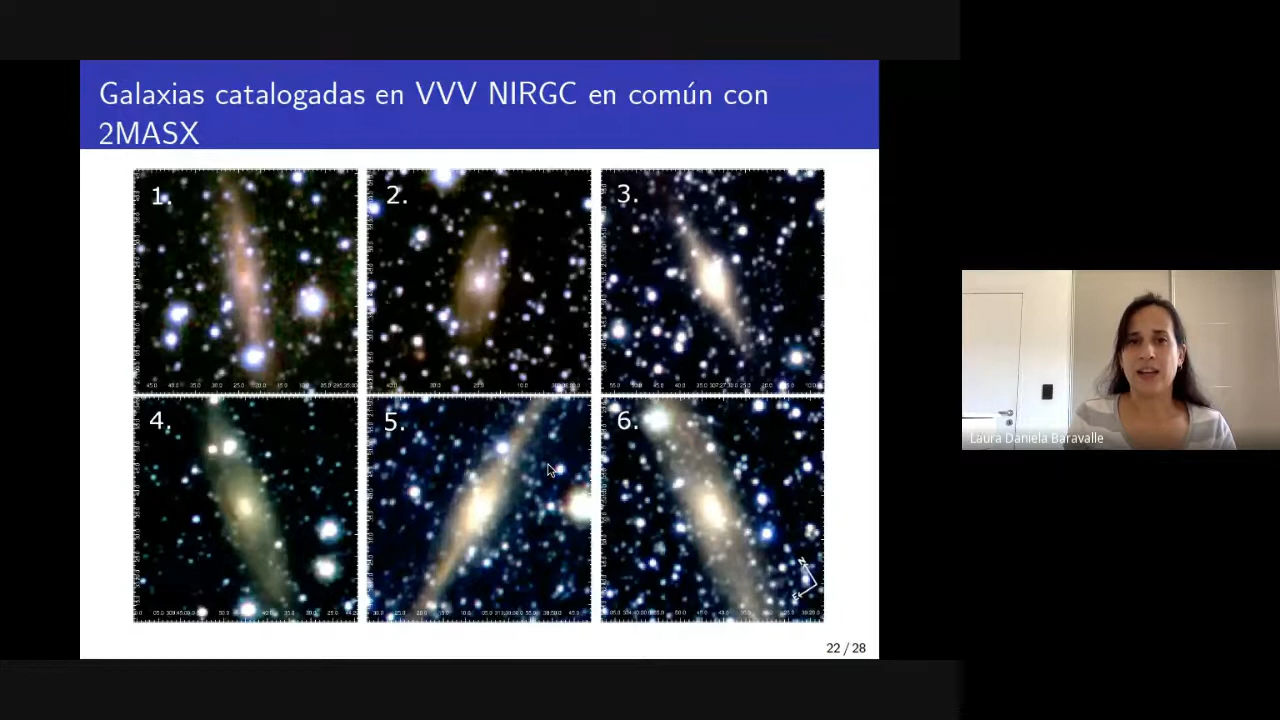 Galaxias catalogadas en VVV NIRGC en común con
2MASX
1.
2.
3.
4.
5.
6.
N
E
22 / 28
Laura Daniela Baravalle